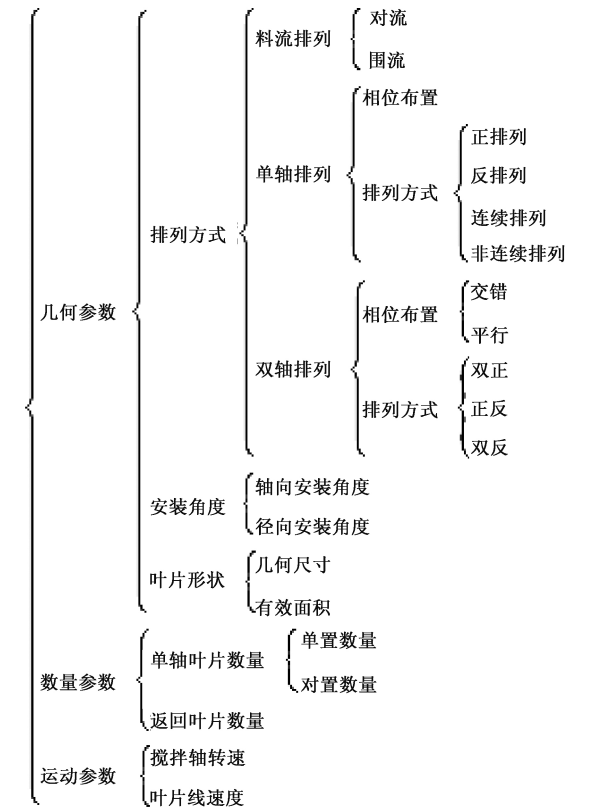 料流排列
对流
围流
单轴排列
相位布置
排列方式
正排列
反排列
连续排列
非连续排列
排列方式
双轴排列
相位布置
交错
平行
排列方式
双正
正反
双反
几何参数
安装角度
轴向安装角度
径向安装角度
叶片形状
几何尺寸
有效面积
数量参数
单轴叶片数量
单置数量
对置数量
返回叶片数量
运动参数
搅拌轴转速
叶片线速度